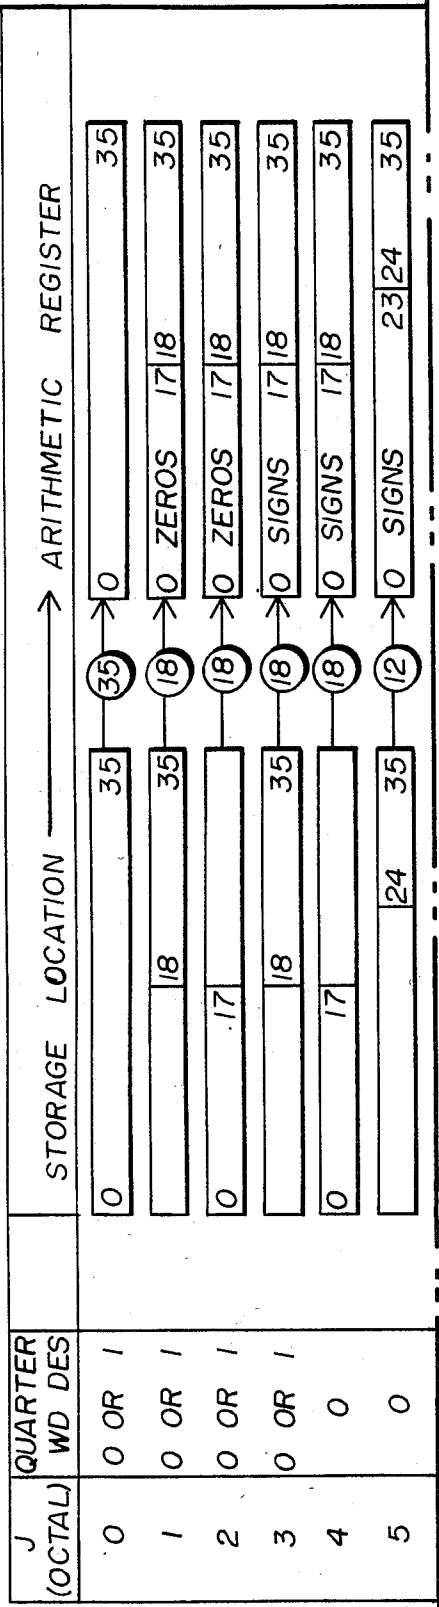 J (OCTAL) QUARTER WD DES STORAGE LOCATION → ARITHMETIC REGISTER
0 0 OR 1 0 35 35 0 35
1 0 OR 1 18 35 18 0 ZEROS 17 18 35
2 0 OR 1 0 17 18 0 ZEROS 17 18 35
3 0 OR 1 18 35 18 0 SIGNS 17 18 35
4 0 0 17 18 0 SIGNS 17 18 35
5 0 24 35 12 0 SIGNS 23 24 35